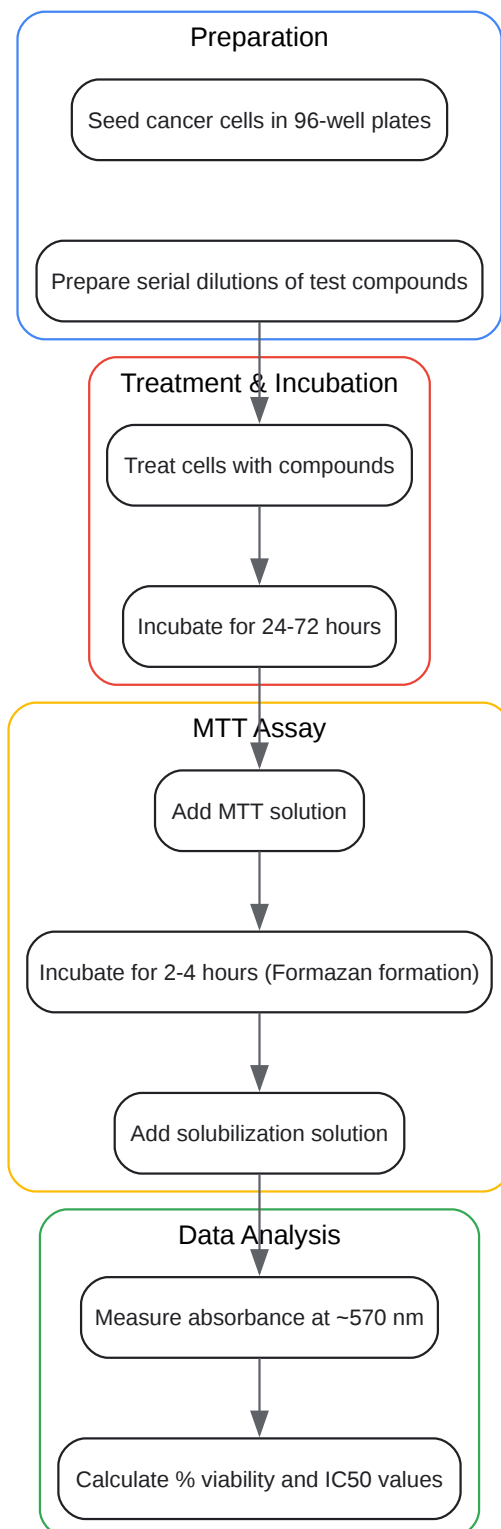 Preparation
Seed cancer cells in 96-well plates
Prepare serial dilutions of test compounds
Treatment & Incubation
Treat cells with compounds
Incubate for 24-72 hours
MTT Assay
Add MTT solution
Incubate for 2-4 hours (Formazan formation)
Add solubilization solution
Data Analysis
Measure absorbance at ~570 nm
Calculate % viability and IC50 values